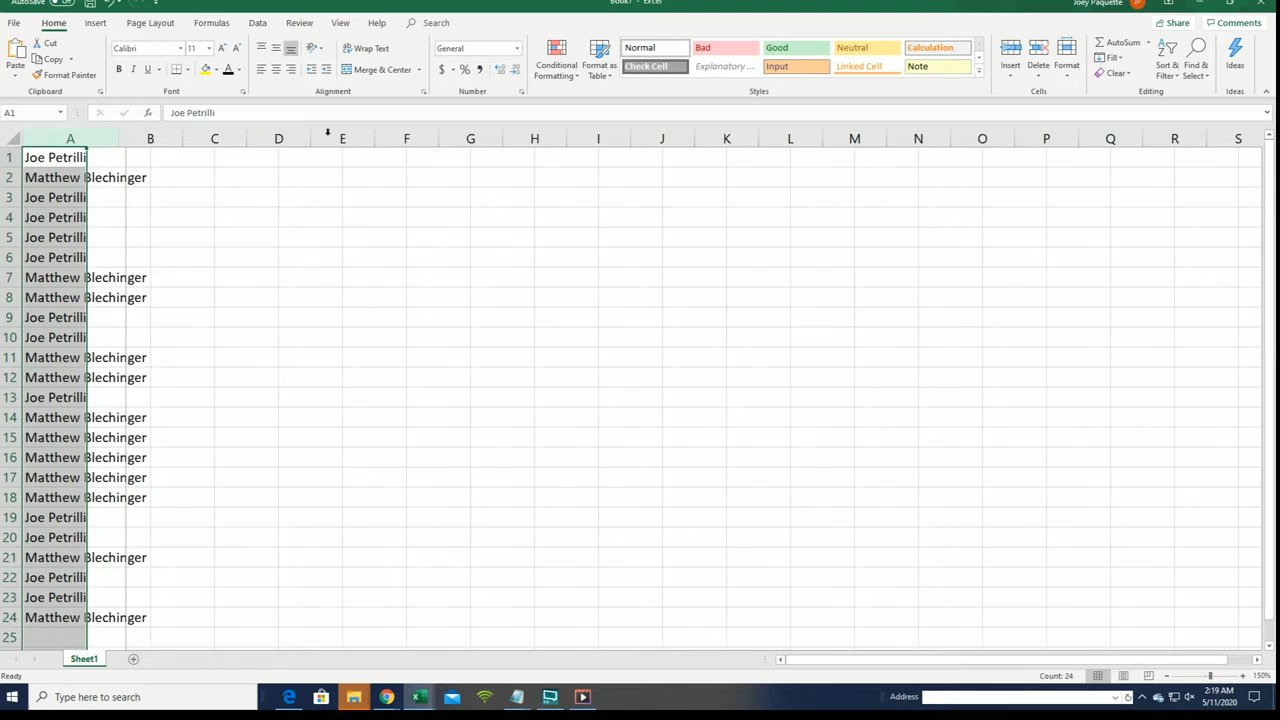 AutoSave
Book7 - Excel
Joey Paquette
JP
File Home Insert Page Layout Formulas Data Review View Help Search
Share Comments
Paste
Cut
Copy
Format Painter
Clipboard
Calibri 11
B I U
Font
Wrap Text
Merge & Center
Alignment
General
$ % ,
Number
Conditional Formatting
Format as Table
Normal Bad Good Neutral Calculation
Check Cell Explanatory ... Input Linked Cell Note
Styles
Insert Delete Format
Cells
AutoSum
Fill
Clear
Sort & Filter
Find & Select
Editing
Ideas
Ideas
A1 fx Joe Petrilli
A B C D E F G H I J K L M N O P Q R S
1 Joe Petrilli
2 Matthew Blechinger
3 Joe Petrilli
4 Joe Petrilli
5 Joe Petrilli
6 Joe Petrilli
7 Matthew Blechinger
8 Matthew Blechinger
9 Joe Petrilli
10 Joe Petrilli
11 Matthew Blechinger
12 Matthew Blechinger
13 Joe Petrilli
14 Matthew Blechinger
15 Matthew Blechinger
16 Matthew Blechinger
17 Matthew Blechinger
18 Matthew Blechinger
19 Joe Petrilli
20 Joe Petrilli
21 Matthew Blechinger
22 Joe Petrilli
23 Joe Petrilli
24 Matthew Blechinger
25
Sheet1
Ready
Count: 24
150%
Type here to search
Address
2:19 AM
5/11/2020